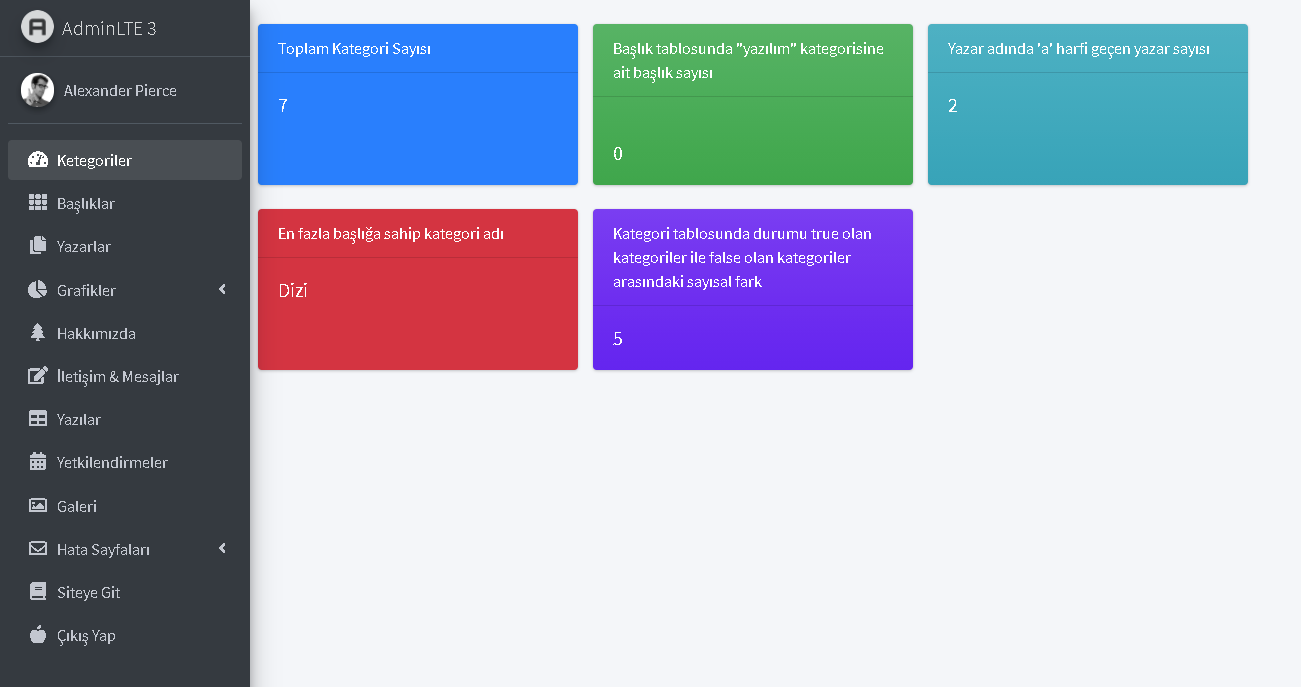 AdminLTE 3
Alexander Pierce
Ketegoriler
Başlıklar
Yazarlar
Grafikler
Hakkımızda
İletişim & Mesajlar
Yazılar
Yetkilendirmeler
Galeri
Hata Sayfaları
Siteye Git
Çıkış Yap
Toplam Kategori Sayısı
7
Başlık tablosunda "yazılım" kategorisine
ait başlık sayısı
0
Yazar adında 'a' harfi geçen yazar sayısı
2
En fazla başlığa sahip kategori adı
Dizi
Kategori tablosunda durumu true olan
kategoriler ile false olan kategoriler
arasındaki sayısal fark
5